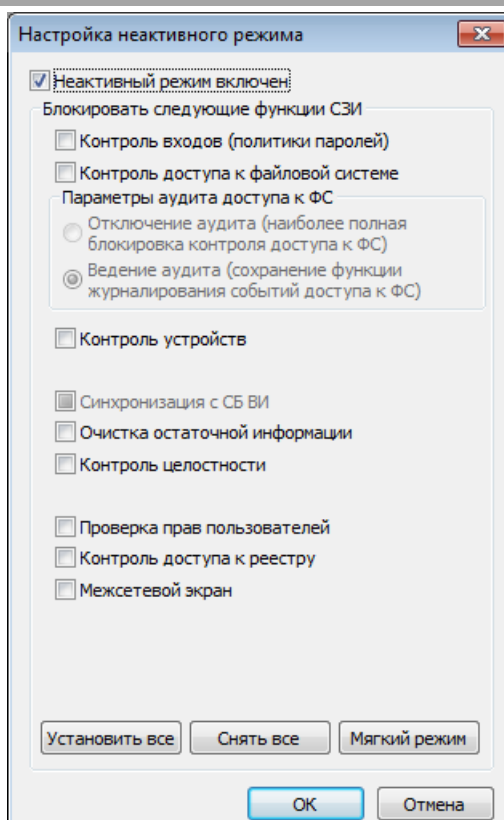 Настройка неактивного режима
Неактивный режим включен
Блокировать следующие функции СЗИ
Контроль входов (политики паролей)
Контроль доступа к файловой системе
Параметры аудита доступа к ФС
Отключение аудита (наиболее полная
блокировка контроля доступа к ФС)
Ведение аудита (сохранение функции
журналирования событий доступа к ФС)
Контроль устройств
Синхронизация с СБ ВИ
Очистка остаточной информации
Контроль целостности
Проверка прав пользователей
Контроль доступа к реестру
Межсетевой экран
Установить все Снять все Мягкий режим
ОК Отмена